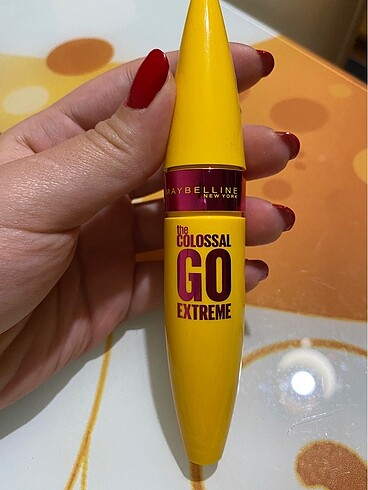 MAYBELLINE
NEW YORK
the
COLOSSAL
GO
EXTREME